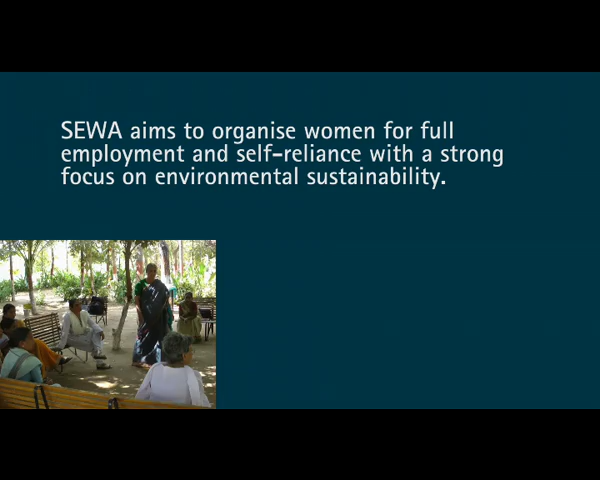 SEWA aims to organise women for full
employment and self-reliance with a strong
focus on environmental sustainability.